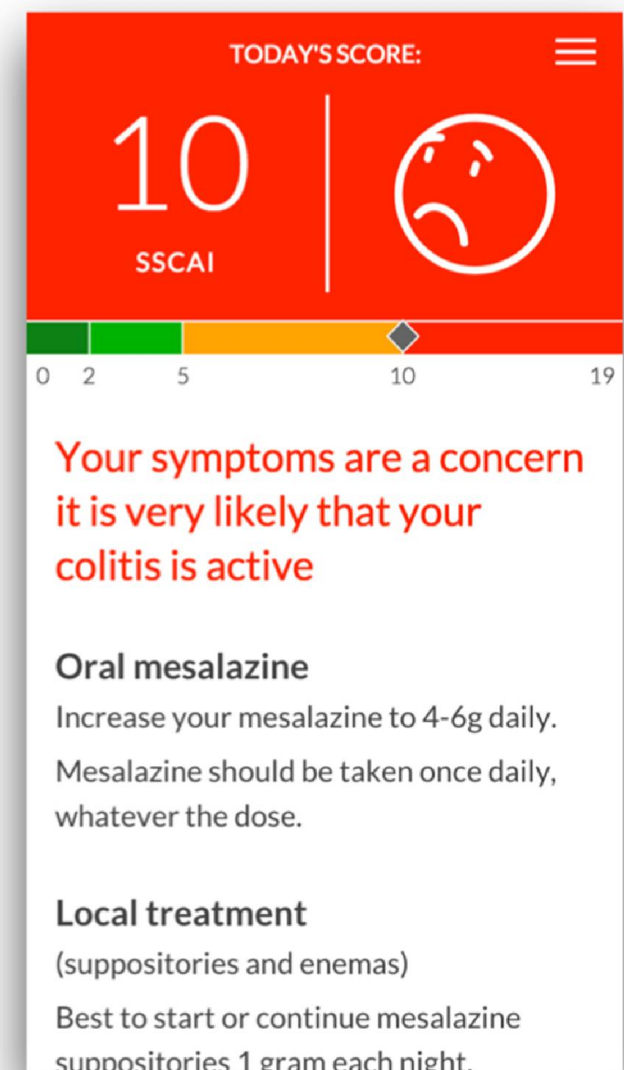 TODAY'S SCORE:
10
SSCAI
0 2 5 10 19
Your symptoms are a concern
it is very likely that your
colitis is active
Oral mesalazine
Increase your mesalazine to 4-6g daily.
Mesalazine should be taken once daily,
whatever the dose.
Local treatment
(suppositories and enemas)
Best to start or continue mesalazine
suppositories 1 gram each night.